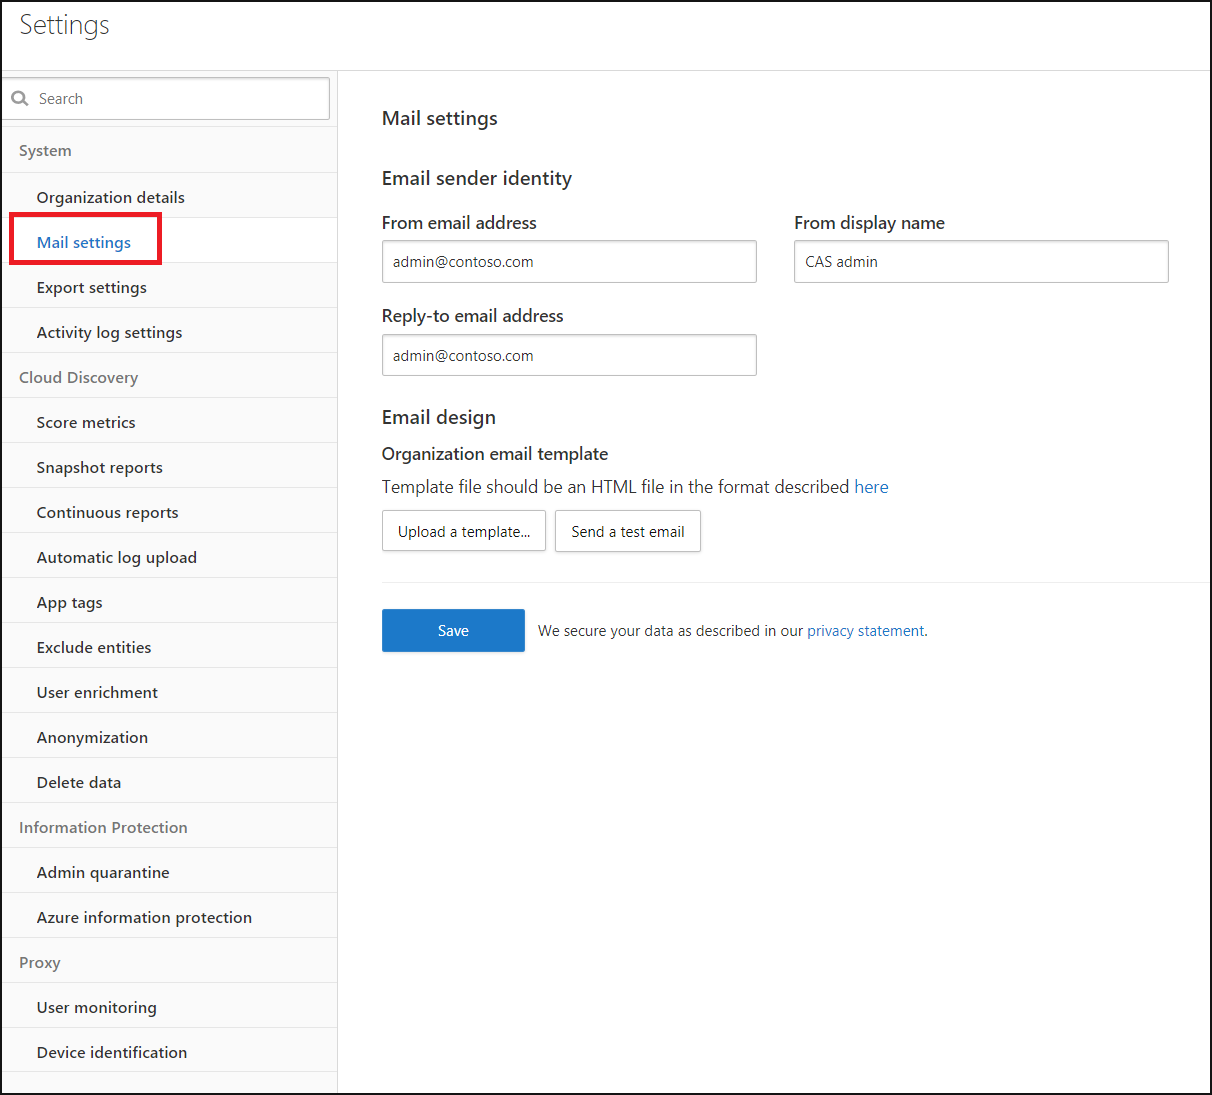 Settings
Search
System
Organization details
Mail settings
Export settings
Activity log settings
Cloud Discovery
Score metrics
Snapshot reports
Continuous reports
Automatic log upload
App tags
Exclude entities
User enrichment
Anonymization
Delete data
Information Protection
Admin quarantine
Azure information protection
Proxy
User monitoring
Device identification
Mail settings
Email sender identity
From email address
From display name
admin@contoso.com
CAS admin
Reply-to email address
admin@contoso.com
Email design
Organization email template
Template file should be an HTML file in the format described here
Upload a template...
Send a test email
Save
We secure your data as described in our privacy statement.